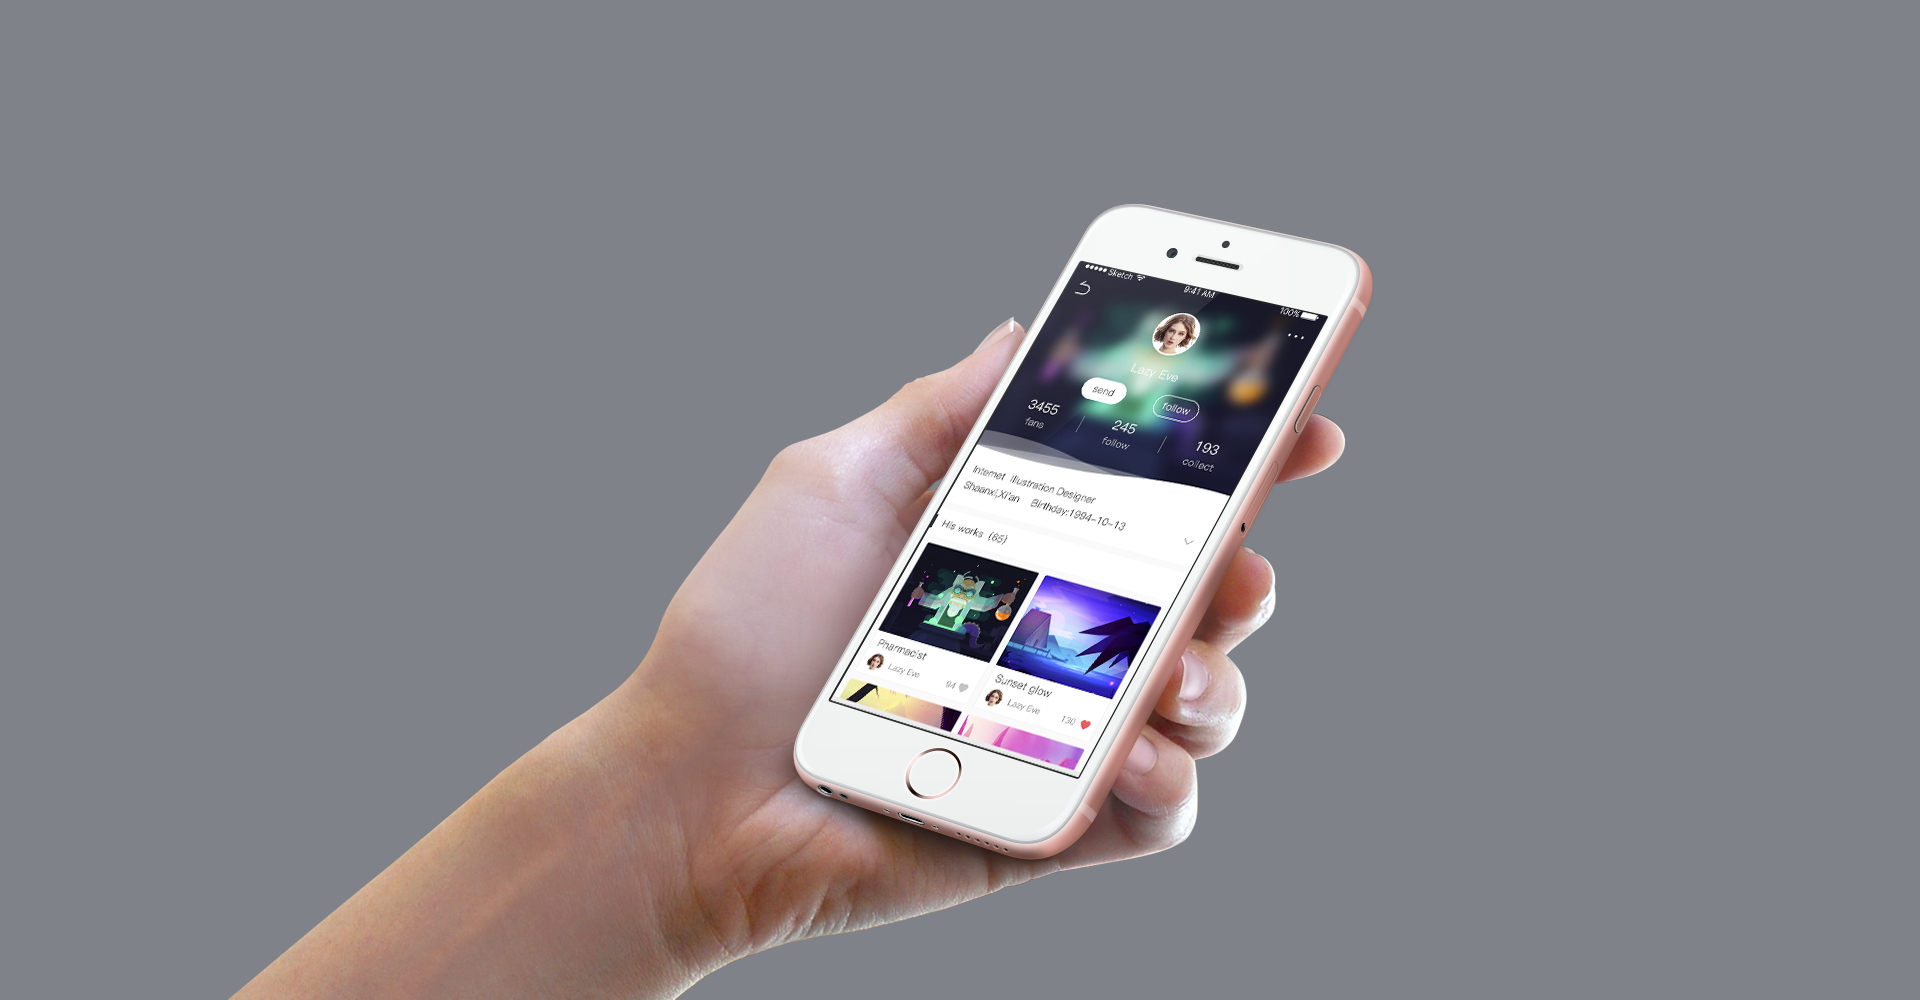 Sketch
9:41 AM
100%
Lazy Eve
send
follow
3455
fans
245
follow
193
collect
Internet Illustration Designer
Shaanxi,Xi'an Birthday:1994-10-13
His works (65)
Pharmacist
Lazy Eve
94
Sunset glow
Lazy Eve
130